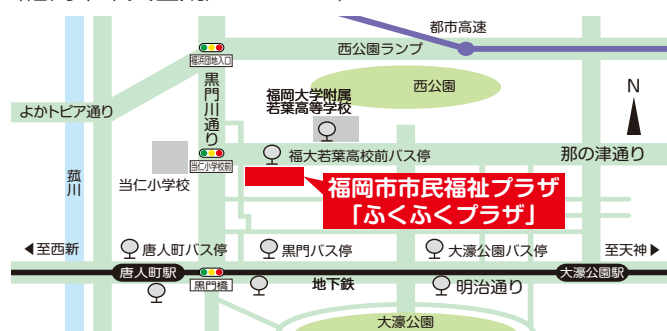 都市高速
西公園ランプ
福浜団地入口
黒門川通り
福岡大学附属
若葉高等学校
西公園
N
よかトピア通り
当仁小学校前
福大若葉高校前バス停
那の津通り
菰川
当仁小学校
福岡市市民福祉プラザ
「ふくふくプラザ」
◀至西新
唐人町バス停
黒門バス停
大濠公園バス停
至天神▶
唐人町駅
黒門橋
地下鉄
明治通り
大濠公園駅
大濠公園